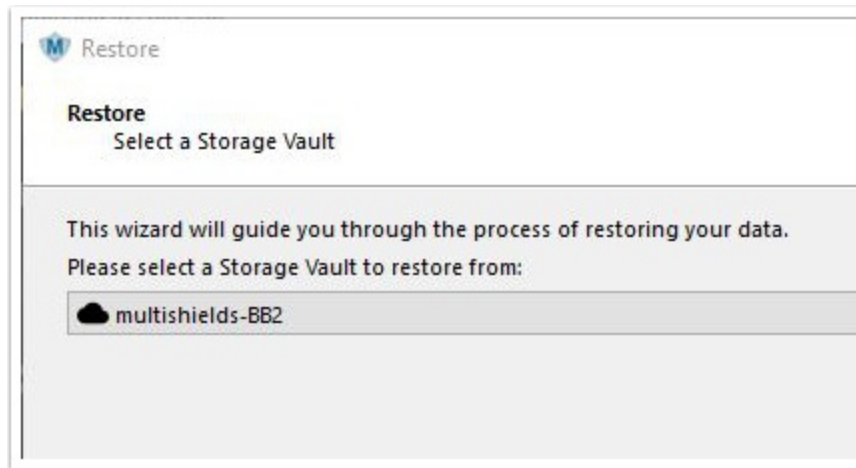 Restore
Restore
Select a Storage Vault
This wizard will guide you through the process of restoring your data.
Please select a Storage Vault to restore from:
multishields-BB2